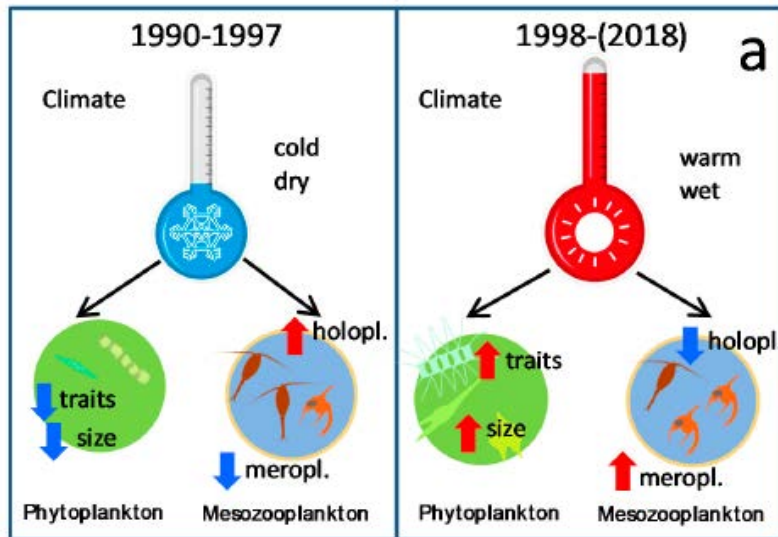 1990-1997
Climate
cold
dry
holopl.
traits
size
meropl.
Phytoplankton
Mesozooplankton
1998-(2018)
a
Climate
warm
wet
holopl.
traits
size
meropl.
Phytoplankton
Mesozooplankton